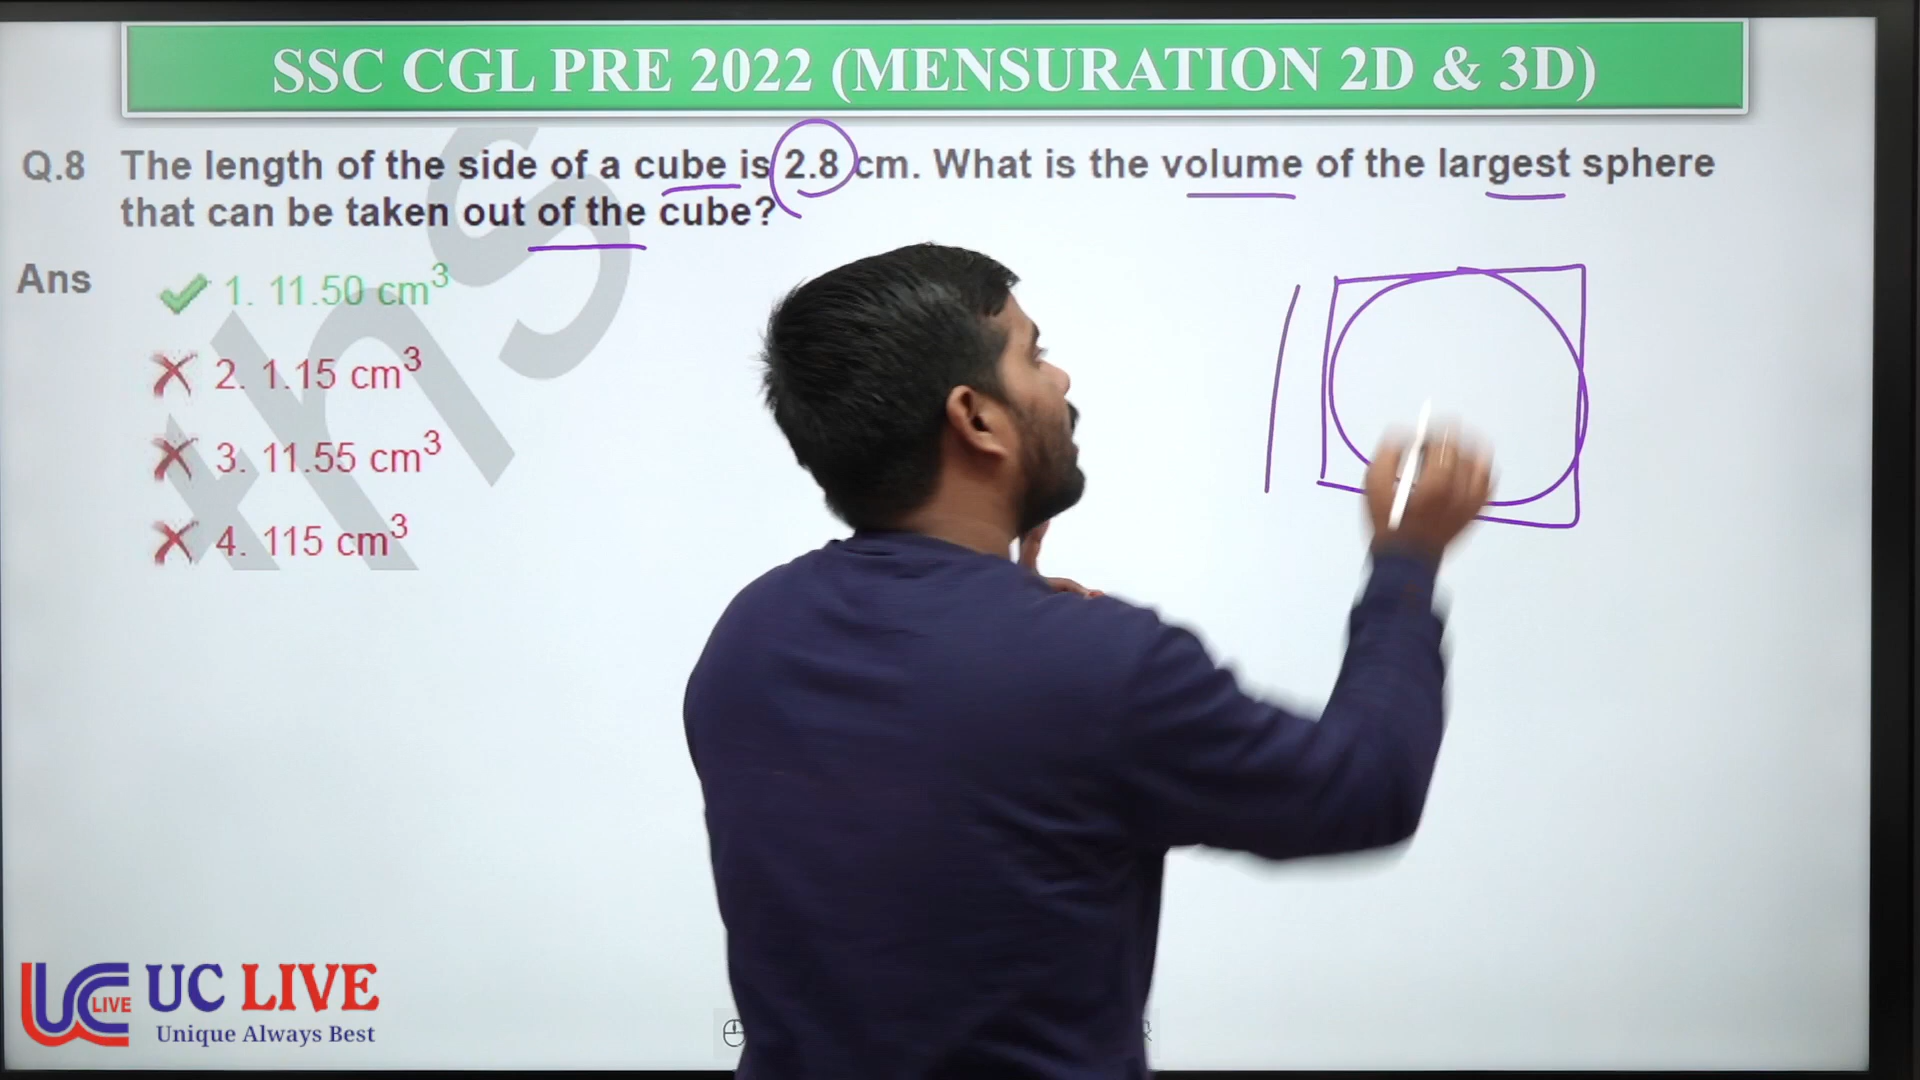 SSC CGL PRE 2022 (MENSURATION 2D & 3D)
Q.8 The length of the side of a cube is 2.8 cm. What is the volume of the largest sphere
that can be taken out of the cube?
Ans 1. 11.50 cm³
2. 1.15 cm³
3. 11.55 cm³
4. 115 cm³
ths
UC LIVE UC LIVE
Unique Always Best